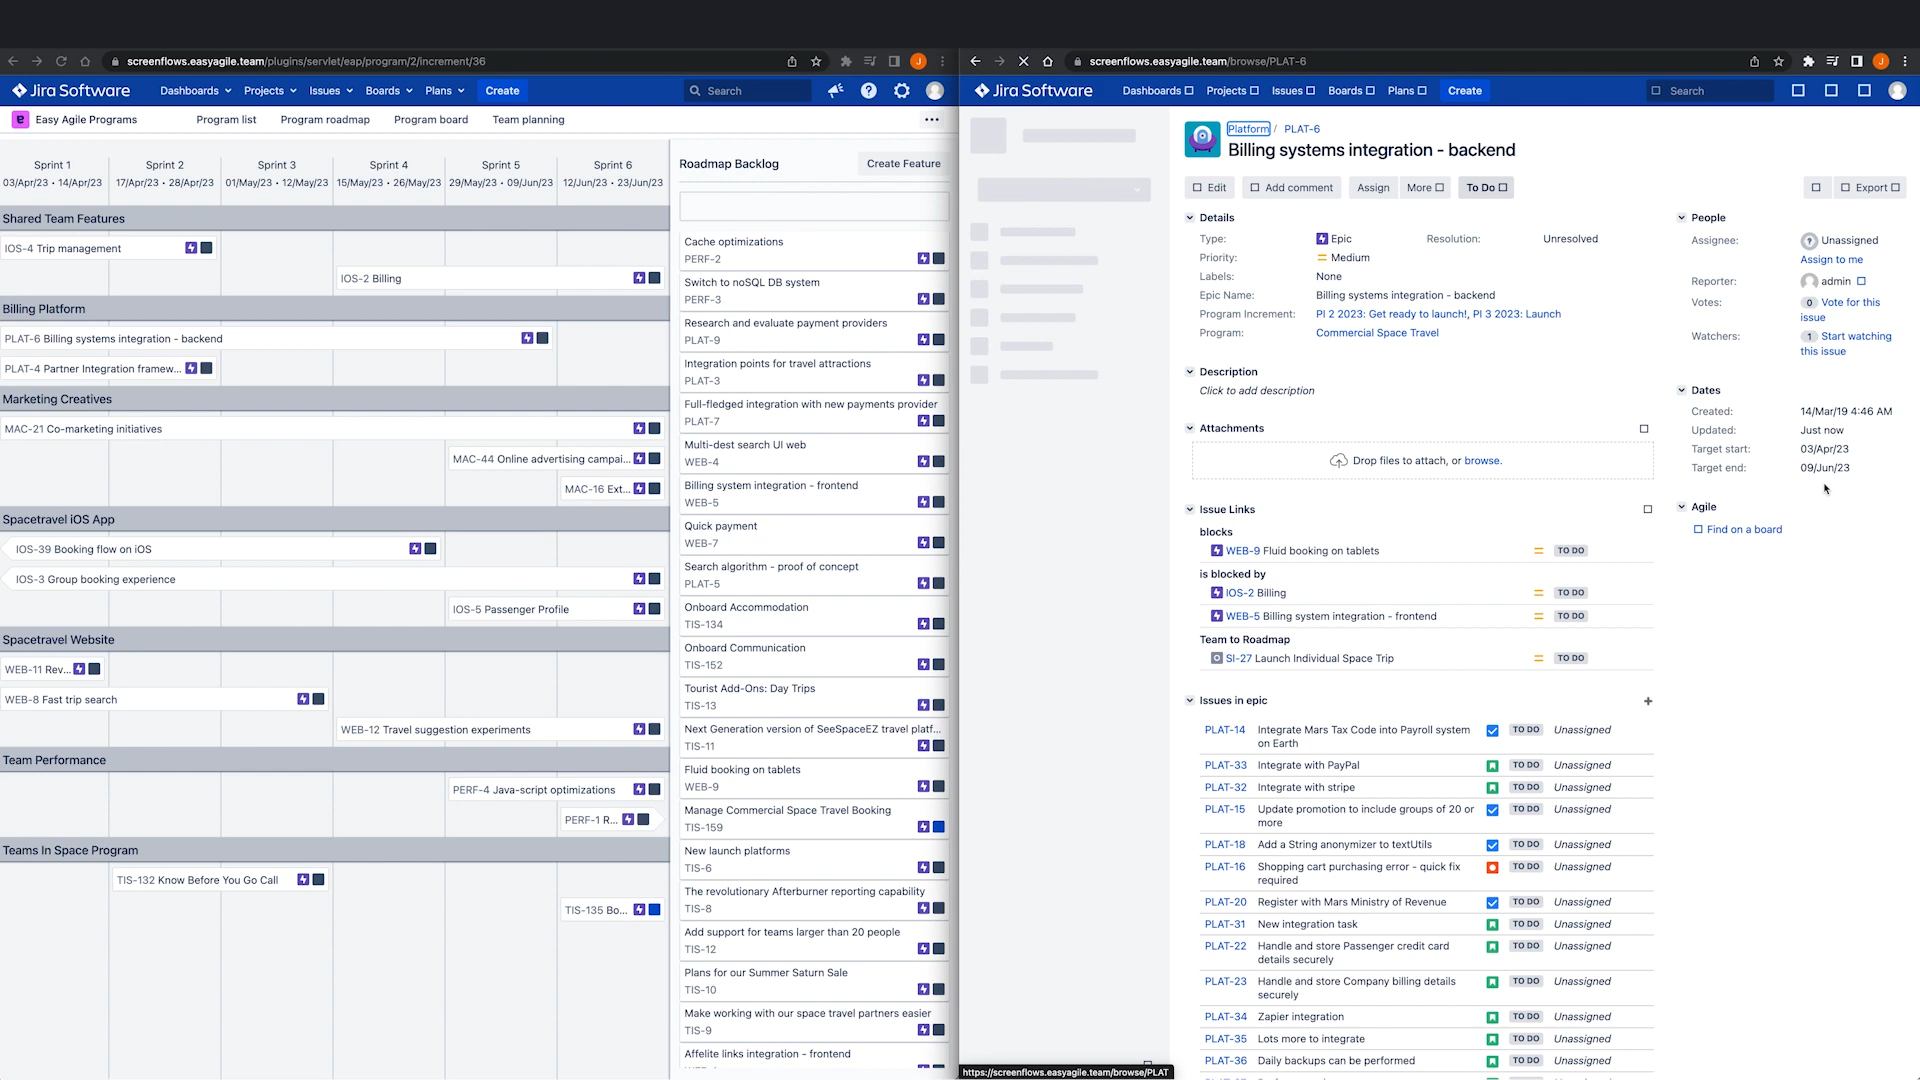 screenflows.easyagile.team/plugins/servlet/eap/program/2/increment/36
J
Jira Software
Dashboards Projects Issues Boards Plans Create
Search
Easy Agile Programs
Program list Program roadmap Program board Team planning
Sprint 1 Sprint 2 Sprint 3 Sprint 4 Sprint 5 Sprint 6
03/Apr/23 • 14/Apr/23 17/Apr/23 • 28/Apr/23 01/May/23 • 12/May/23 15/May/23 • 26/May/23 29/May/23 • 09/Jun/23 12/Jun/23 • 23/Jun/23
Shared Team Features
IOS-4 Trip management
IOS-2 Billing
Billing Platform
PLAT-6 Billing systems integration - backend
PLAT-4 Partner Integration framew...
Marketing Creatives
MAC-21 Co-marketing initiatives
MAC-44 Online advertising campai...
MAC-16 Ext...
Spacetravel iOS App
IOS-39 Booking flow on iOS
IOS-3 Group booking experience
IOS-5 Passenger Profile
Spacetravel Website
WEB-11 Rev...
WEB-8 Fast trip search
WEB-12 Travel suggestion experiments
Team Performance
PERF-4 Java-script optimizations
PERF-1 R...
Teams In Space Program
TIS-132 Know Before You Go Call
TIS-135 Bo...
Roadmap Backlog
Create Feature
Cache optimizations
PERF-2
Switch to noSQL DB system
PERF-3
Research and evaluate payment providers
PLAT-9
Integration points for travel attractions
PLAT-3
Full-fledged integration with new payments provider
PLAT-7
Multi-dest search UI web
WEB-4
Billing system integration - frontend
WEB-5
Quick payment
WEB-7
Search algorithm - proof of concept
PLAT-5
Onboard Accommodation
TIS-134
Onboard Communication
TIS-152
Tourist Add-Ons: Day Trips
TIS-13
Next Generation version of SeeSpaceEZ travel platf...
TIS-11
Fluid booking on tablets
WEB-9
Manage Commercial Space Travel Booking
TIS-159
New launch platforms
TIS-6
The revolutionary Afterburner reporting capability
TIS-8
Add support for teams larger than 20 people
TIS-12
Plans for our Summer Saturn Sale
TIS-10
Make working with our space travel partners easier
TIS-9
Affelite links integration - frontend
screenflows.easyagile.team/browse/PLAT-6
J
Jira Software
Dashboards Projects Issues Boards Plans Create
Search
Platform / PLAT-6
Billing systems integration - backend
Edit Add comment Assign More To Do Export
Details
Type: Epic Resolution: Unresolved
Priority: Medium
Labels: None
Epic Name: Billing systems integration - backend
Program Increment: PI 2 2023: Get ready to launch!, PI 3 2023: Launch
Program: Commercial Space Travel
Description
Click to add description
Attachments
Drop files to attach, or browse.
Issue Links
blocks
WEB-9 Fluid booking on tablets TO DO
is blocked by
IOS-2 Billing TO DO
WEB-5 Billing system integration - frontend TO DO
Team to Roadmap
SI-27 Launch Individual Space Trip TO DO
Issues in epic
PLAT-14 Integrate Mars Tax Code into Payroll system TO DO Unassigned
on Earth
PLAT-33 Integrate with PayPal TO DO Unassigned
PLAT-32 Integrate with stripe TO DO Unassigned
PLAT-15 Update promotion to include groups of 20 or TO DO Unassigned
more
PLAT-18 Add a String anonymizer to textUtils TO DO Unassigned
PLAT-16 Shopping cart purchasing error - quick fix TO DO Unassigned
required
PLAT-20 Register with Mars Ministry of Revenue TO DO Unassigned
PLAT-31 New integration task TO DO Unassigned
PLAT-22 Handle and store Passenger credit card TO DO Unassigned
details securely
PLAT-23 Handle and store Company billing details TO DO Unassigned
securely
PLAT-34 Zapier integration TO DO Unassigned
PLAT-35 Lots more to integrate TO DO Unassigned
PLAT-36 Daily backups can be performed TO DO Unassigned
People
Assignee: Unassigned
Assign to me
Reporter: admin
Votes: 0 Vote for this
issue
Watchers: 1 Start watching
this issue
Dates
Created: 14/Mar/19 4:46 AM
Updated: Just now
Target start: 03/Apr/23
Target end: 09/Jun/23
Agile
Find on a board
https://screenflows.easyagile.team/browse/PLAT